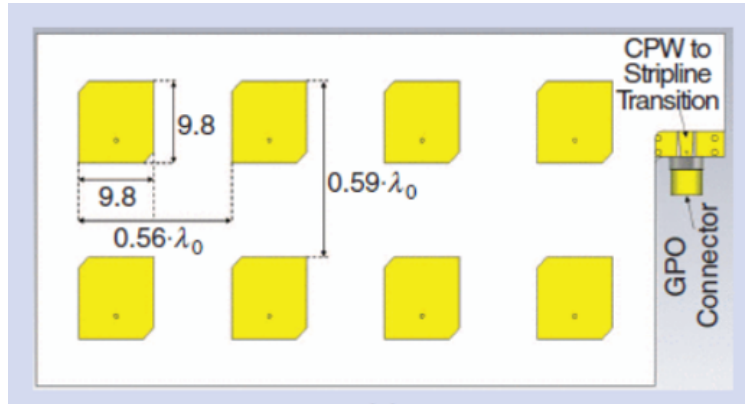 CPW to
Stripline
Transition
9.8
9.8
0.59·λ₀
0.56·λ₀
GPO
Connector